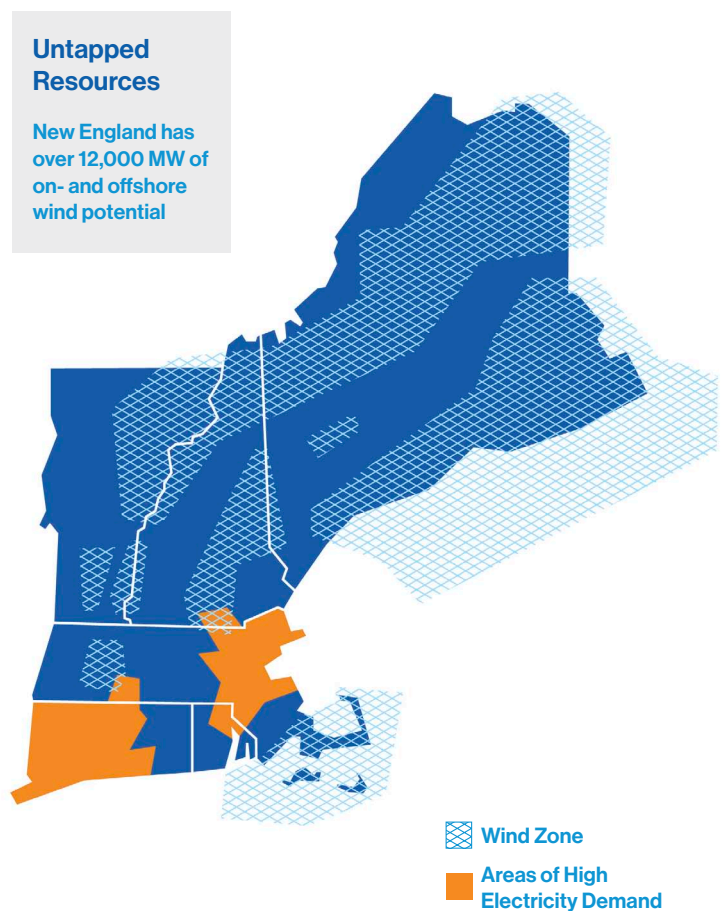 Untapped
Resources
New England has
over 12,000 MW of
on- and offshore
wind potential
Wind Zone
Areas of High
Electricity Demand